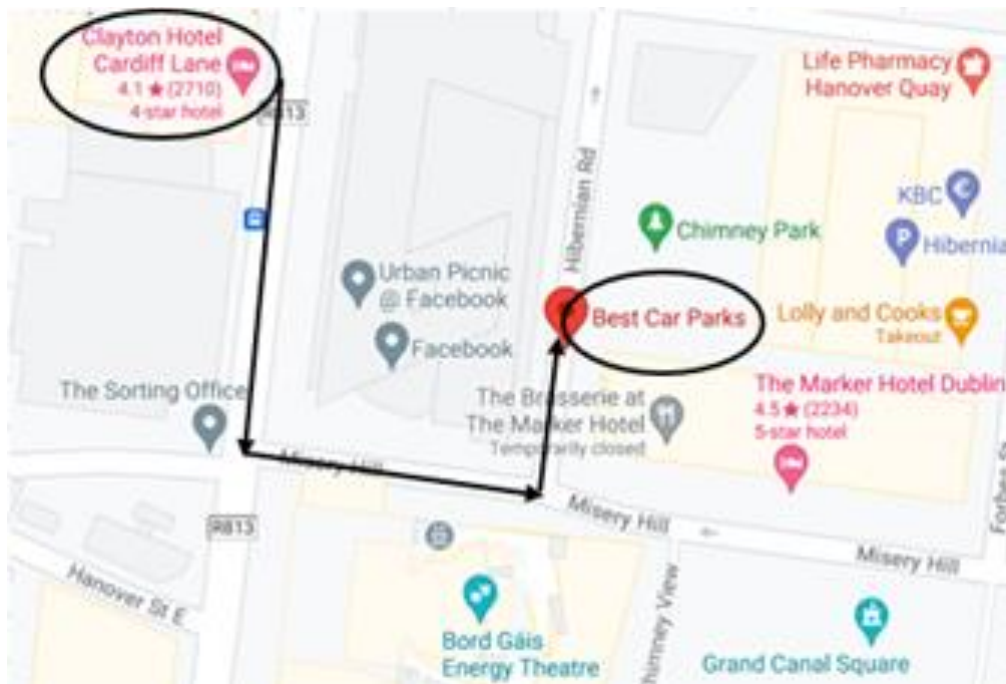 Clayton Hotel
Cardiff Lane
4.1 ★ (2710)
4-star hotel
R813
Life Pharmacy
Hanover Quay
Hibernian Rd
KBC
Chimney Park
Hibernia
Urban Picnic
@ Facebook
Best Car Parks
Lolly and Cooks
Takeout
Facebook
The Sorting Office
The Brasserie at
The Marker Hotel
Temporarily closed
The Marker Hotel Dublin
4.5 ★ (2234)
5-star hotel
Misery Hill
Misery Hill
Misery Hill
R813
Hanover St E
Bord Gáis
Energy Theatre
Grand Canal Square